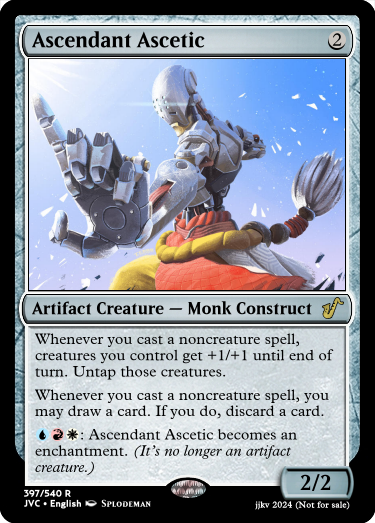 Ascendant Ascetic 2
Artifact Creature — Monk Construct
Whenever you cast a noncreature spell,
creatures you control get +1/+1 until end of
turn. Untap those creatures.
Whenever you cast a noncreature spell, you
may draw a card. If you do, discard a card.
: Ascendant Ascetic becomes an
enchantment. (It's no longer an artifact
creature.)
2/2
397/540 R
JVC • English Splodeman
jjkv 2024 (Not for sale)